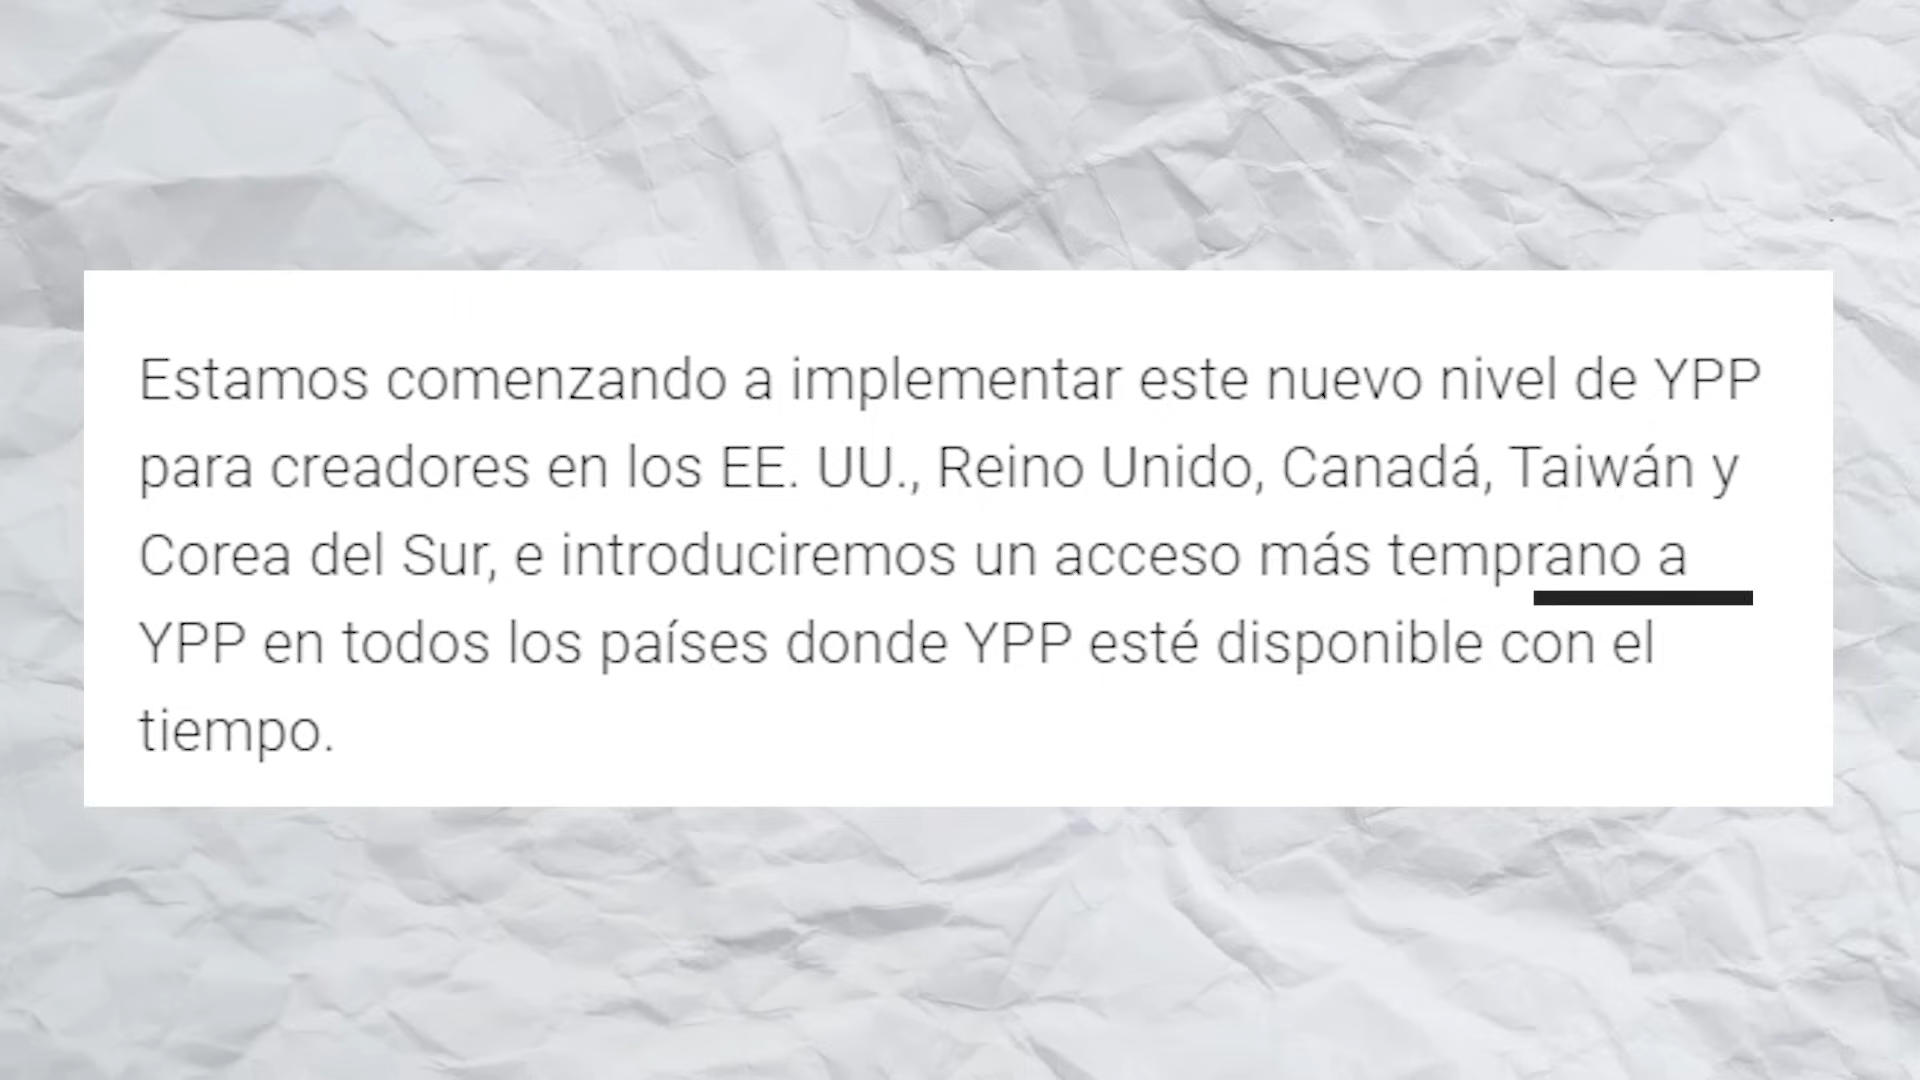 Estamos comenzando a implementar este nuevo nivel de YPP
para creadores en los EE. UU., Reino Unido, Canadá, Taiwán y
Corea del Sur, e introduciremos un acceso más temprano a
YPP en todos los países donde YPP esté disponible con el
tiempo.